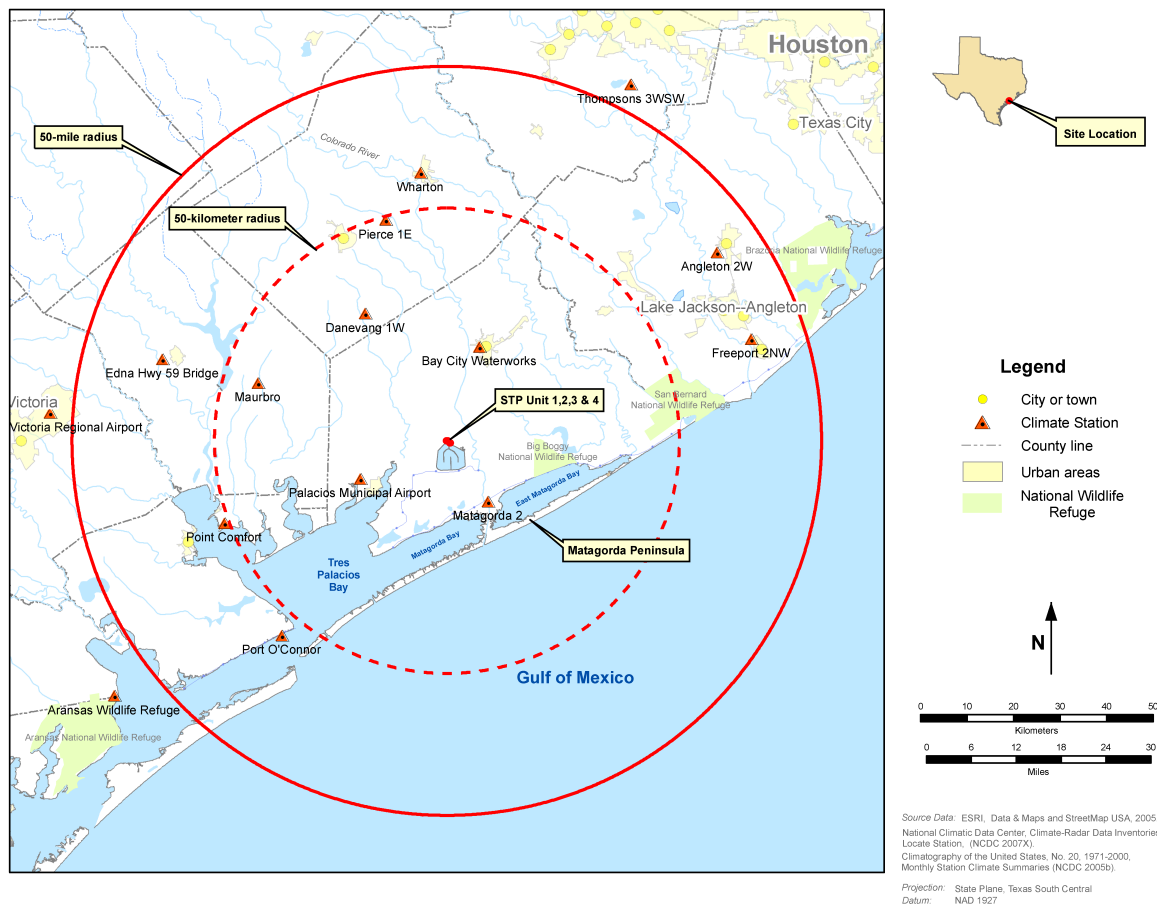 Houston
Thompsons 3WSW
Texas City
Site Location
50-mile radius
Colorado River
Wharton
50-kilometer radius
Pierce 1E
Brazoria National Wildlife Refuge
Angleton 2W
Lake Jackson--Angleton
Danevang 1W
Freeport 2NW
Bay City Waterworks
Edna Hwy 59 Bridge
Maurbro
San Bernard
National Wildlife Refuge
STP Unit 1,2,3 & 4
Victoria
Victoria Regional Airport
Big Boggy
National Wildlife Refuge
Palacios Municipal Airport
East Matagorda Bay
Matagorda 2
Point Comfort
Matagorda Bay
Matagorda Peninsula
Tres
Palacios
Bay
Port O'Connor
Gulf of Mexico
Aransas Wildlife Refuge
Aransas National Wildlife Refuge
Legend
City or town
Climate Station
County line
Urban areas
National Wildlife
Refuge
N
0 10 20 30 40 50
Kilometers
0 6 12 18 24 30
Miles
Source Data: ESRI, Data & Maps and StreetMap USA, 2005
National Climatic Data Center, Climate-Radar Data Inventories
Locate Station, (NCDC 2007X).
Climatography of the United States, No. 20, 1971-2000,
Monthly Station Climate Summaries (NCDC 2005b).
Projection: State Plane, Texas South Central
Datum: NAD 1927